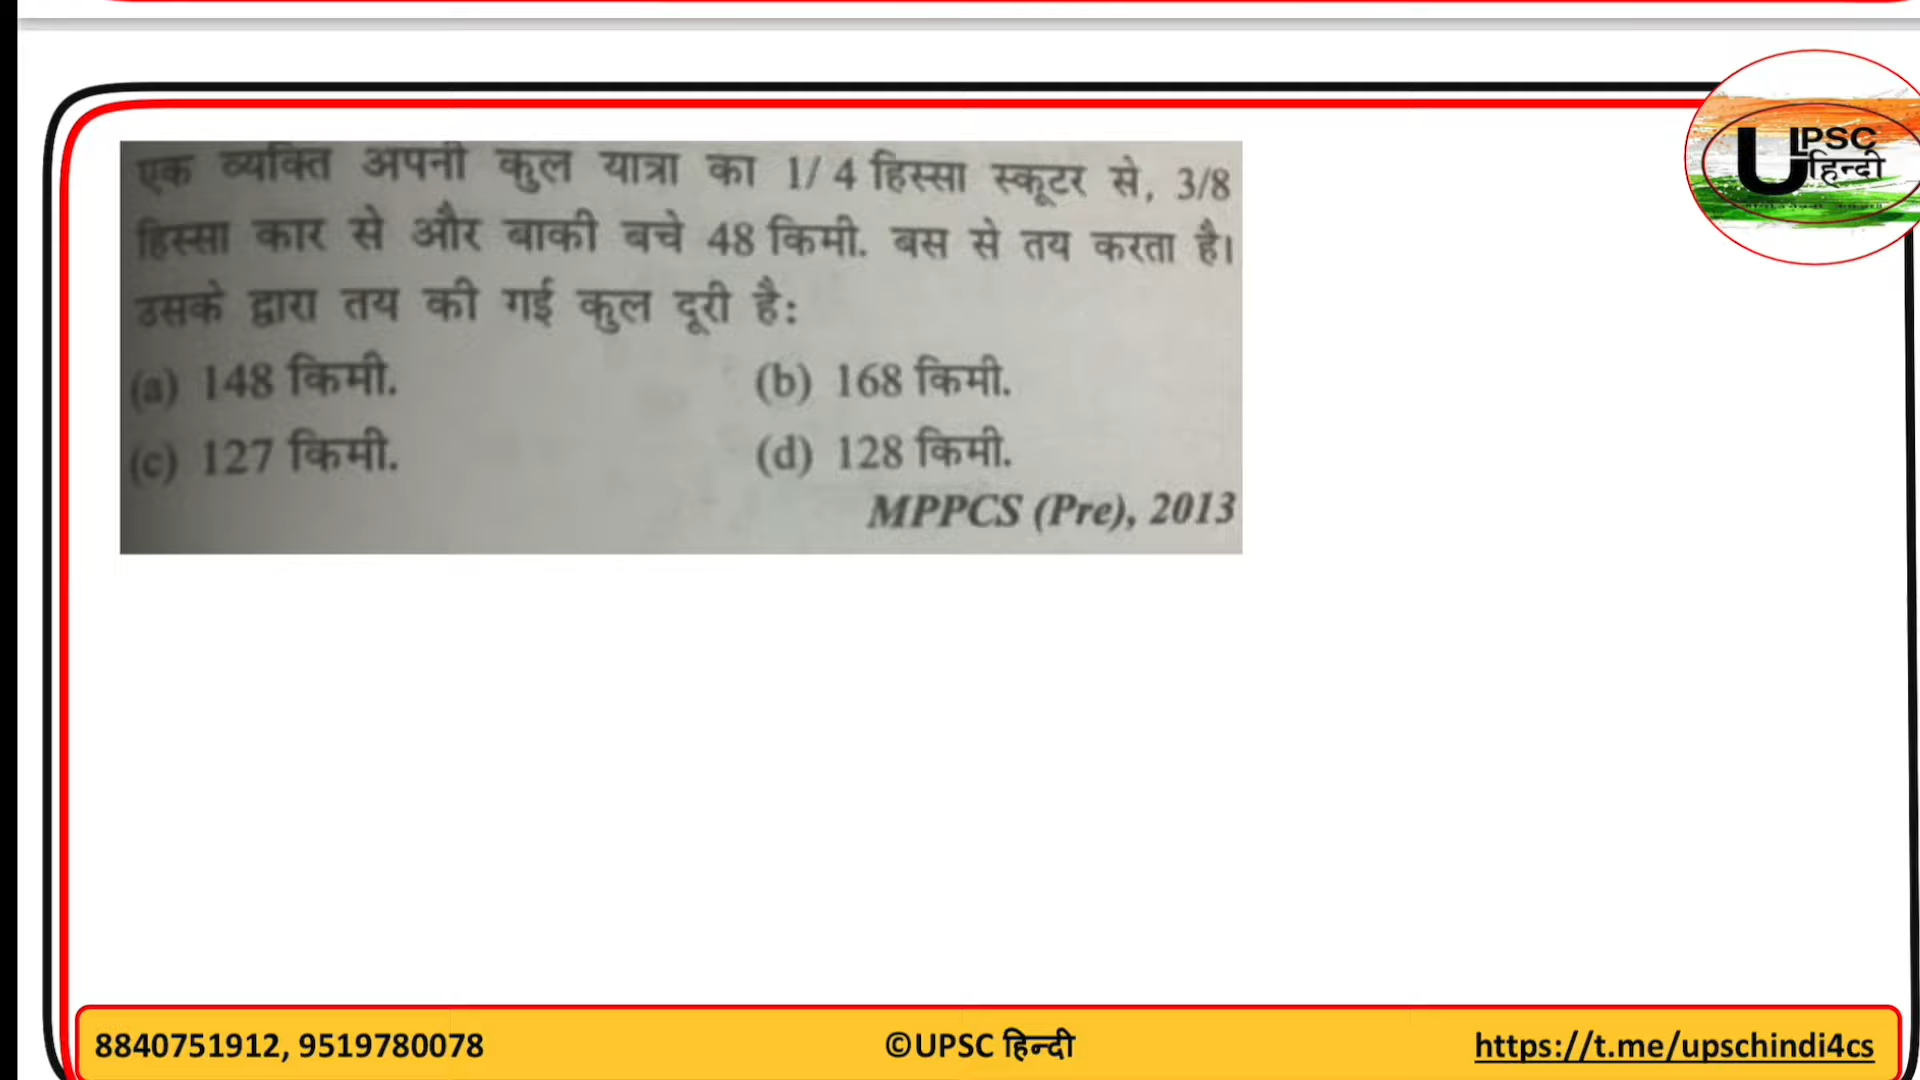 एक व्यक्ति अपनी कुल यात्रा का 1/ 4 हिस्सा स्कूटर से, 3/8
हिस्सा कार से और बाकी बचे 48 किमी. बस से तय करता है।
उसके द्वारा तय की गई कुल दूरी है:
(a) 148 किमी. (b) 168 किमी.
(c) 127 किमी. (d) 128 किमी.
MPPCS (Pre), 2013
UPSC
हिन्दी
8840751912, 9519780078 ©UPSC हिन्दी https://t.me/upschindi4cs